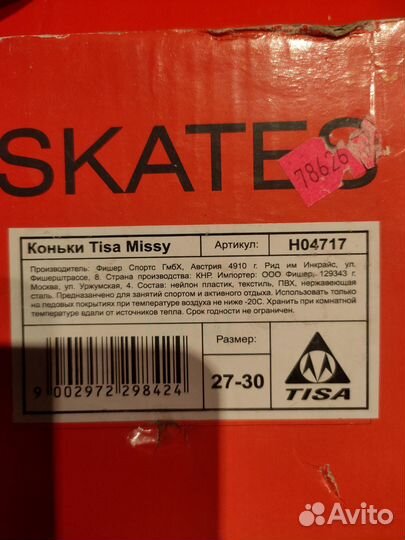 SKATES
78626
Коньки Tisa Missy
Артикул:
H04717
Производитель: Фишер Спортс ГмбХ, Австрия 4910 г. Рид им Инкрайс, ул.
Фишерштрассе, 8. Страна производства: КНР. Импортер: ООО Фишер, 129343 г.
Москва, ул. Уржумская, 4. Состав: нейлон пластик, текстиль, ПВХ, нержавеющая
сталь. Предназначено для занятий спортом и активного отдыха. Использовать только
на ледовых покрытиях при температуре воздуха не ниже -20С. Хранить при комнатной
температуре вдали от источников тепла. Срок годности не ограничен.
Размер:
27-30
TISA
9 002972 298424
Avito